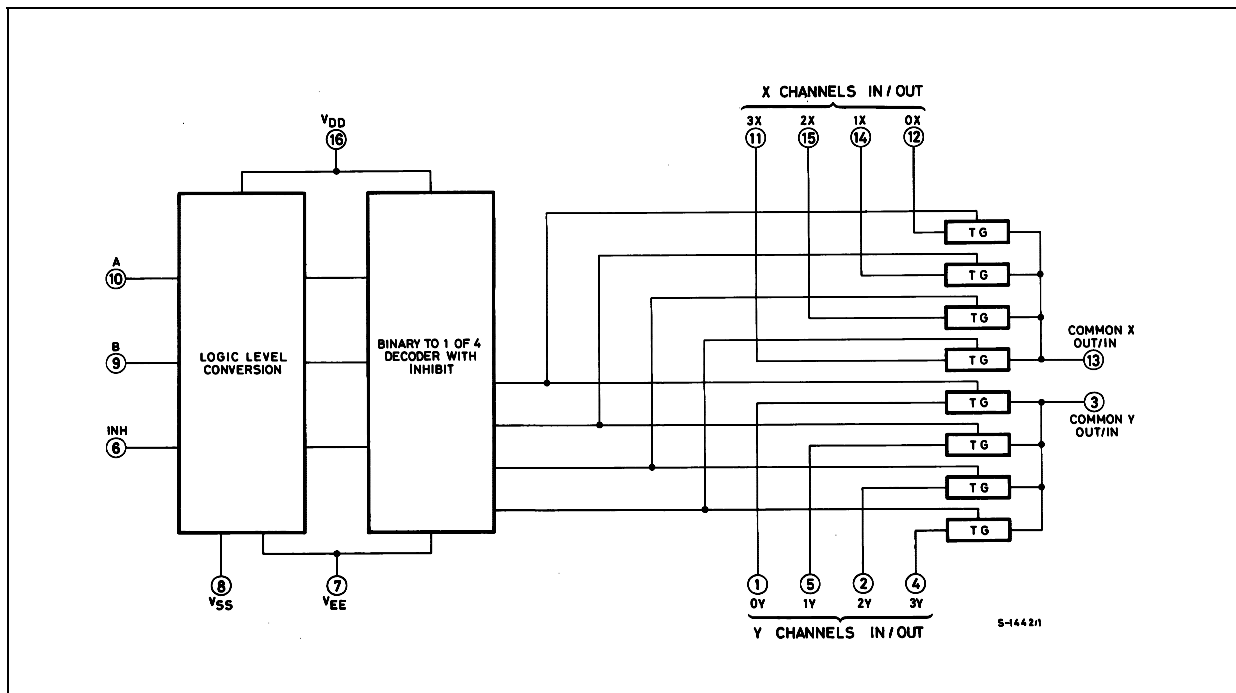 X CHANNELS IN/OUT
3X 2X 1X 0X
11 15 14 12
VDD
16
TG
TG
TG
TG
TG
TG
TG
TG
A
10
B
9
INH
6
LOGIC LEVEL
CONVERSION
BINARY TO 1 OF 4
DECODER WITH
INHIBIT
COMMON X
OUT/IN
13
3
COMMON Y
OUT/IN
8
VSS
7
VEE
1 5 2 4
0Y 1Y 2Y 3Y
Y CHANNELS IN/OUT
S-1442/1